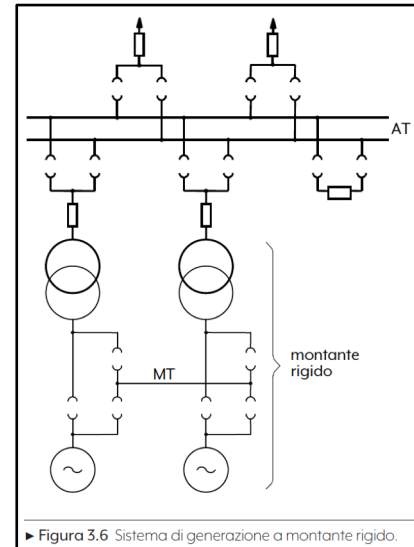 AT
MT
montante
rigido
► Figura 3.6 Sistema di generazione a montante rigido.